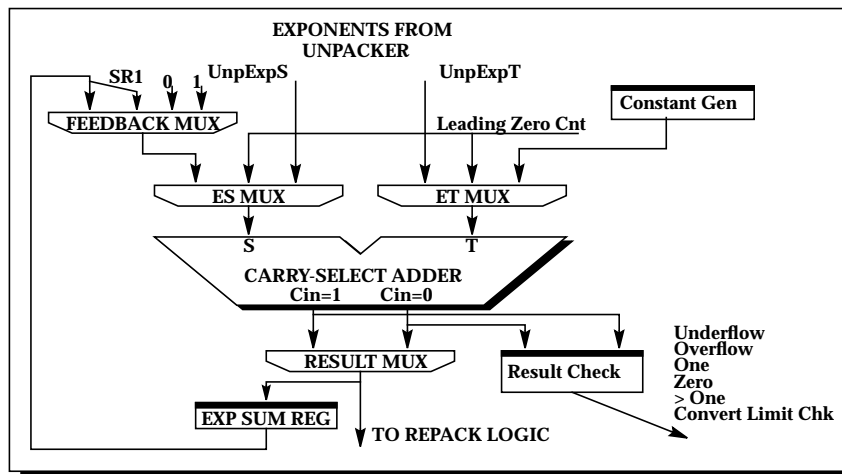 EXPONENTS FROM
UNPACKER
UnpExpS
UnpExpT
SR1
0
1
Constant Gen
FEEDBACK MUX
Leading Zero Cnt
ES MUX
ET MUX
S
T
CARRY-SELECT ADDER
Cin=1
Cin=0
RESULT MUX
Result Check
Underflow
Overflow
One
Zero
> One
Convert Limit Chk
EXP SUM REG
TO REPACK LOGIC